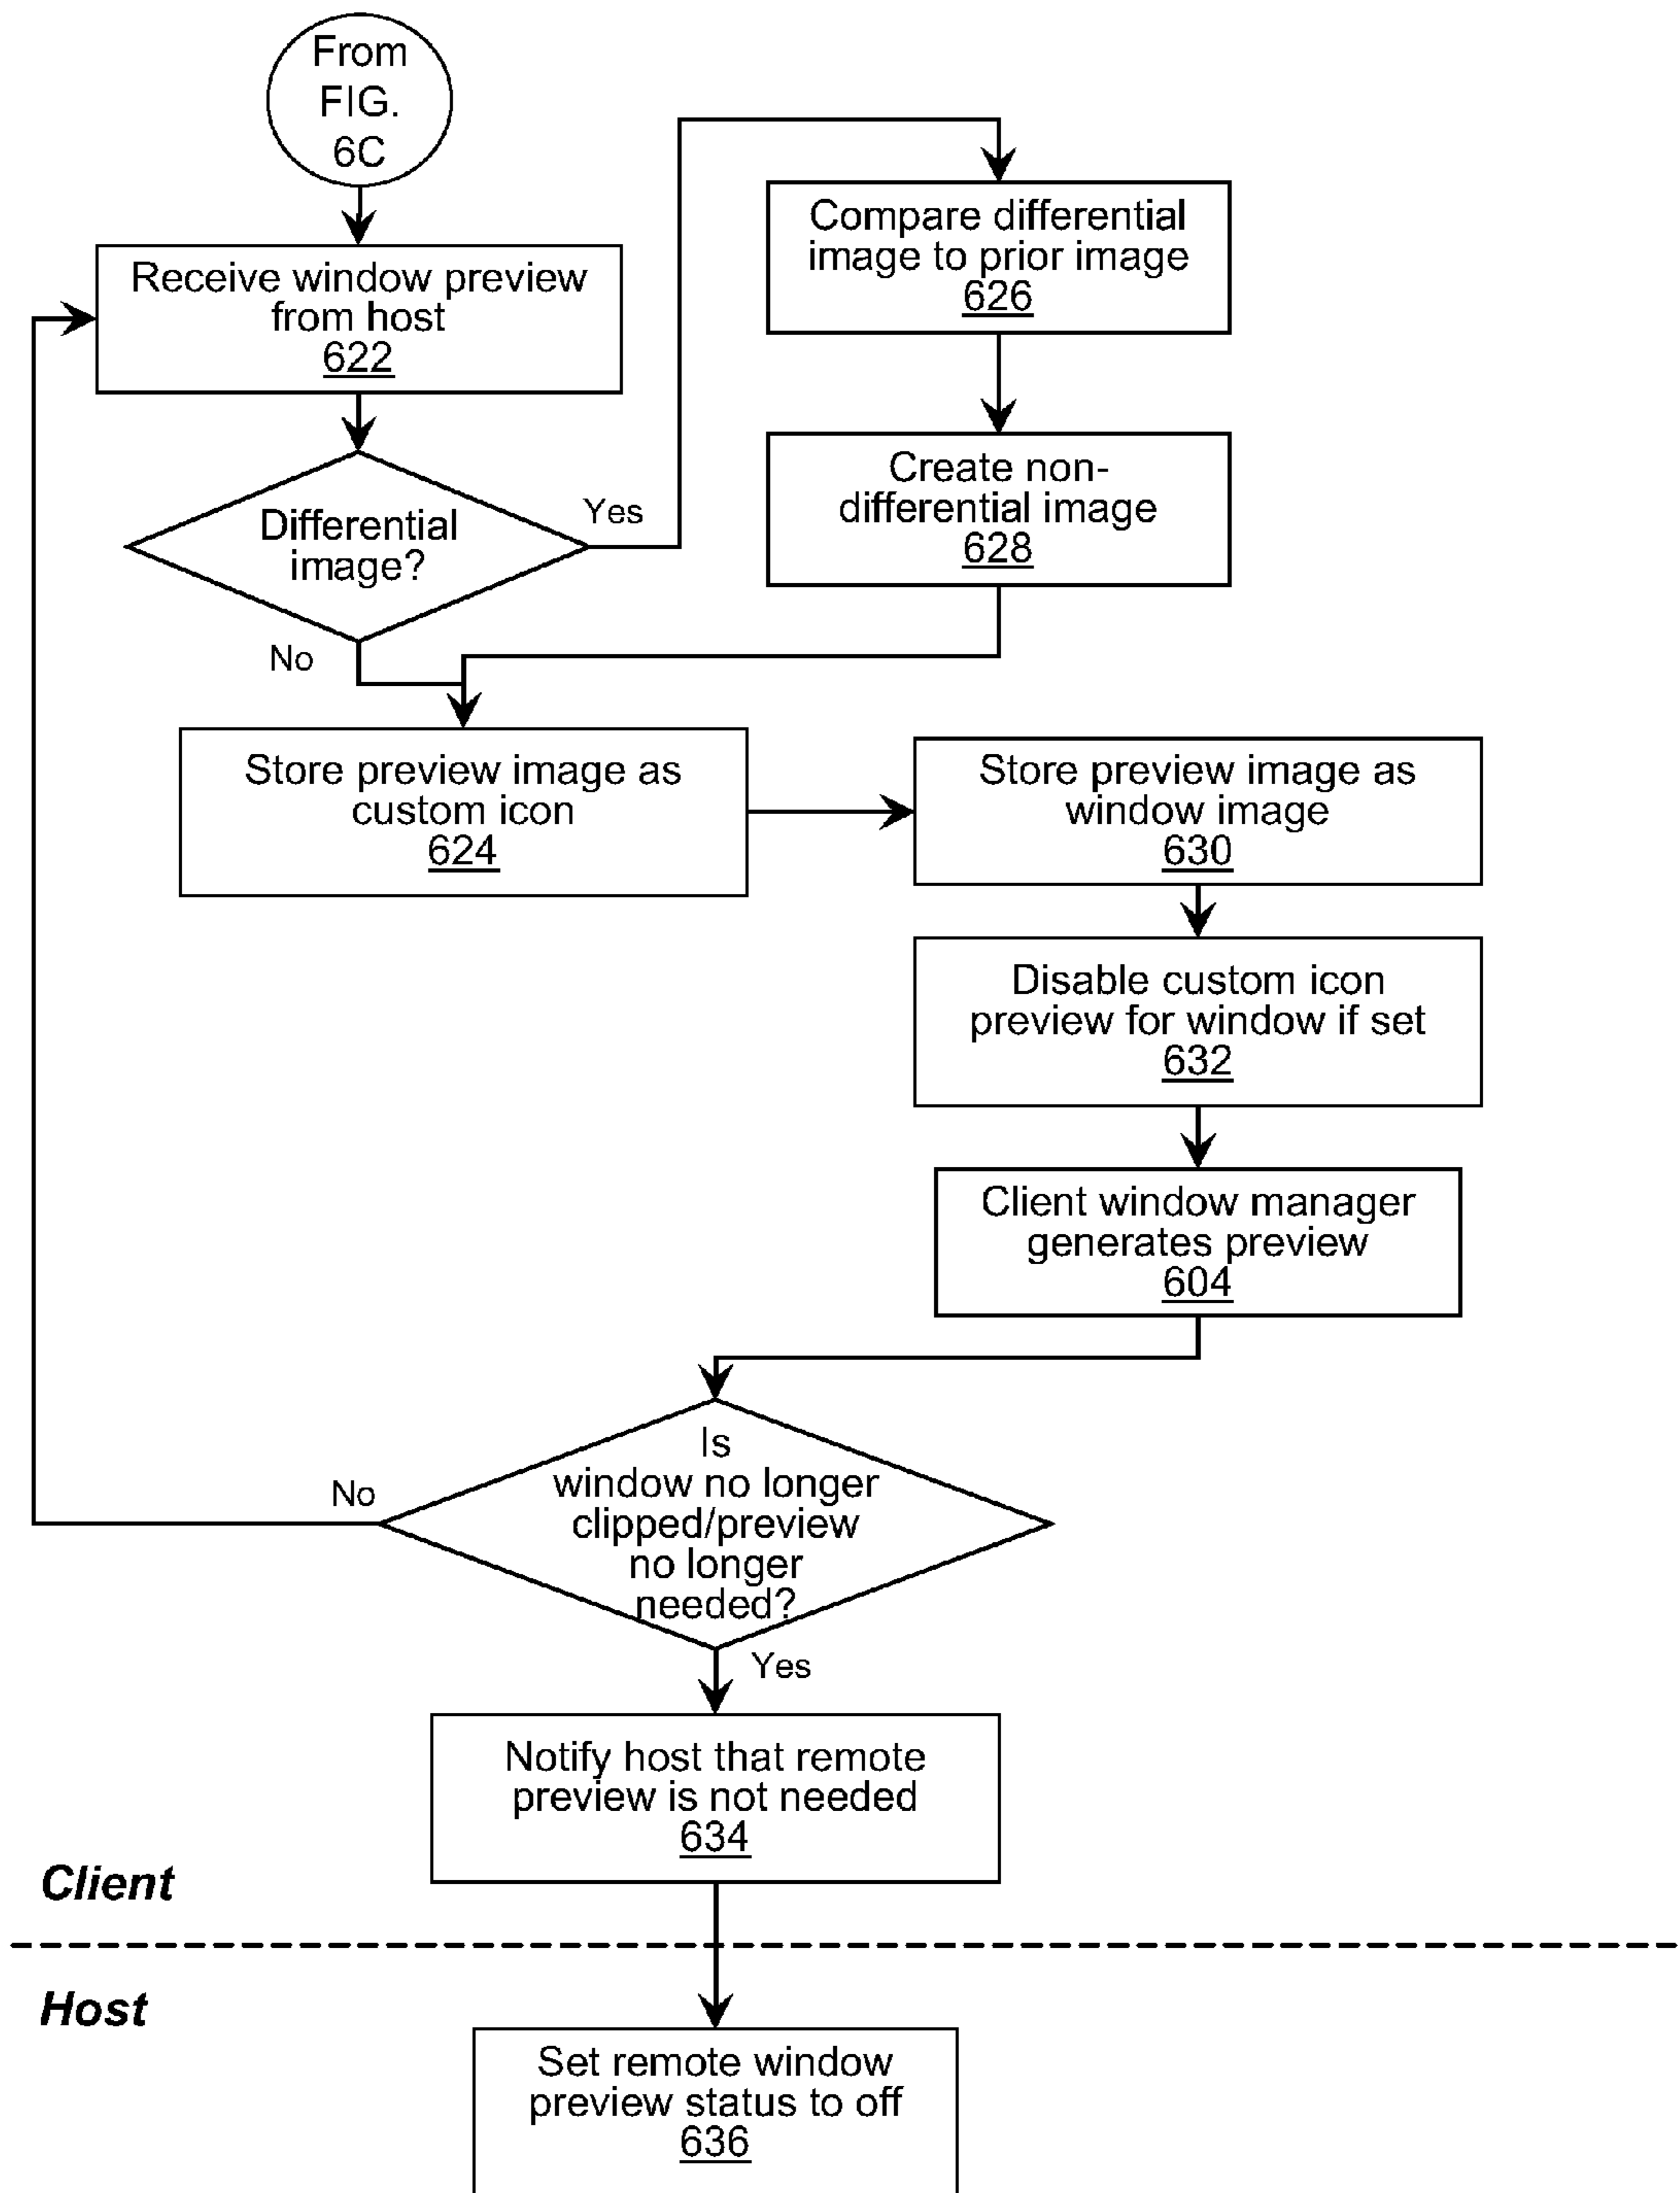 From
FIG.
6C
Receive window preview
from host
622
Differential
image?
Yes
No
Compare differential
image to prior image
626
Create non-
differential image
628
Store preview image as
custom icon
624
Store preview image as
window image
630
Disable custom icon
preview for window if set
632
Client window manager
generates preview
604
Is
window no longer
clipped/preview
no longer
needed?
No
Yes
Notify host that remote
preview is not needed
634
Client
Host
Set remote window
preview status to off
636